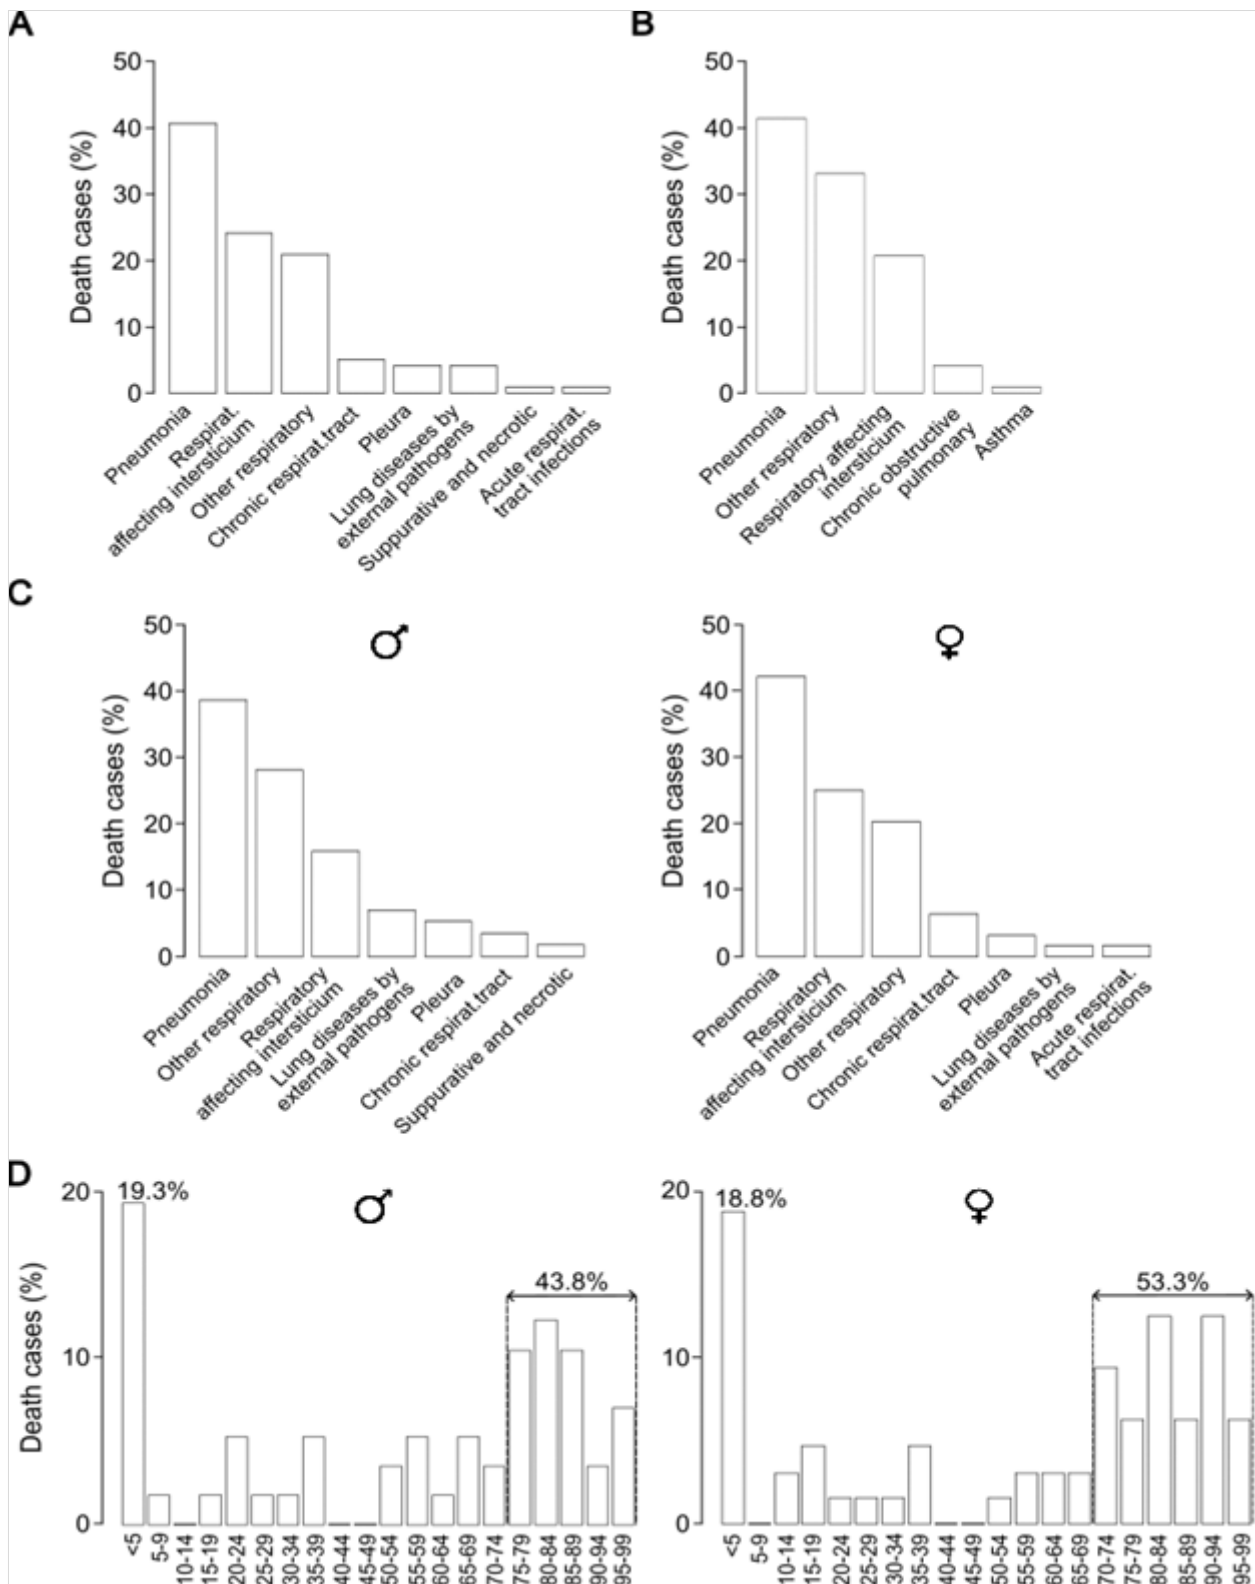 A
Death cases (%)
50
40
30
20
10
0
Pneumonia
Respirat.
affecting intersticium
Other respiratory
Chronic respirat.tract
Pleura
Lung diseases by
external pathogens
Suppurative and necrotic
Acute respirat.
tract infections
B
Death cases (%)
50
40
30
20
10
0
Pneumonia
Other respiratory
Respiratory affecting
intersticium
Chronic obstructive
pulmonary
Asthma
C
Death cases (%)
50
40
30
20
10
0
Pneumonia
Other respiratory
Respiratory
affecting intersticium
Lung diseases by
external pathogens
Pleura
Chronic respirat.tract
Suppurative and necrotic
Death cases (%)
50
40
30
20
10
0
Pneumonia
Respiratory
affecting intersticium
Other respiratory
Chronic respirat.tract
Pleura
Lung diseases by
external pathogens
Acute respirat.
tract infections
D
Death cases (%)
20
10
0
19.3%
43.8%
<5
5-9
10-14
15-19
20-24
25-29
30-34
35-39
40-44
45-49
50-54
55-59
60-64
65-69
70-74
75-79
80-84
85-89
90-94
95-99
20
10
0
18.8%
53.3%
<5
5-9
10-14
15-19
20-24
25-29
30-34
35-39
40-44
45-49
50-54
55-59
60-64
65-69
70-74
75-79
80-84
85-89
90-94
95-99